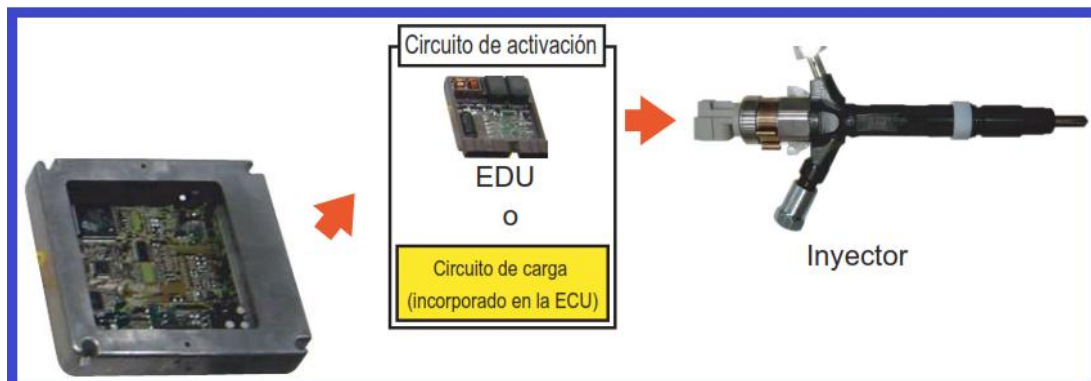 Circuito de activación
EDU
o
Circuito de carga
(incorporado en la ECU)
Inyector